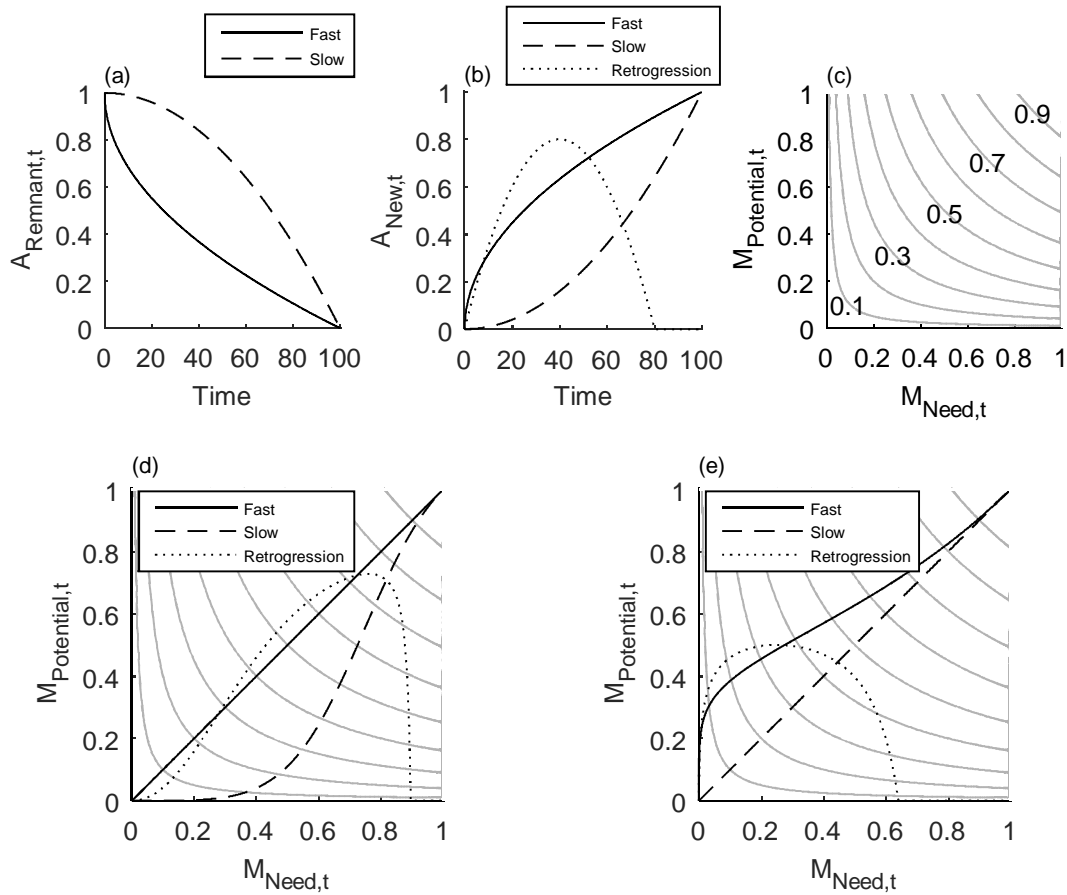 Fast
Slow
(a)
1
0.8
0.6
0.4
0.2
0
0 20 40 60 80 100
A_Remnant,t
Time
Fast
Slow
Retrogression
(b)
1
0.8
0.6
0.4
0.2
0
0 20 40 60 80 100
A_New,t
Time
(c)
1
0.8
0.6
0.4
0.2
0
0 0.2 0.4 0.6 0.8 1
0.9
0.7
0.5
0.3
0.1
M_Potential,t
M_Need,t
(d)
Fast
Slow
Retrogression
1
0.8
0.6
0.4
0.2
0
0 0.2 0.4 0.6 0.8 1
M_Potential,t
M_Need,t
(e)
Fast
Slow
Retrogression
1
0.8
0.6
0.4
0.2
0
0 0.2 0.4 0.6 0.8 1
M_Potential,t
M_Need,t